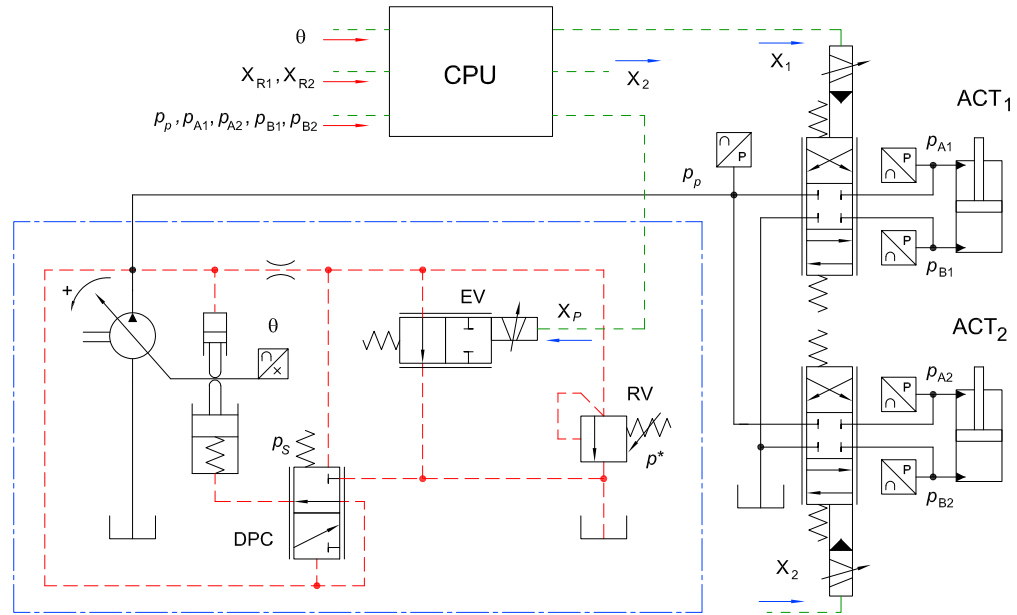 θ
X_R1, X_R2
p_p, p_A1, p_A2, p_B1, p_B2
CPU
X_2
X_1
ACT_1
p_A1
P
P
p_p
P
p_B1
+
θ
x
EV
X_P
RV
p*
p_S
DPC
ACT_2
p_A2
P
P
p_B2
X_2